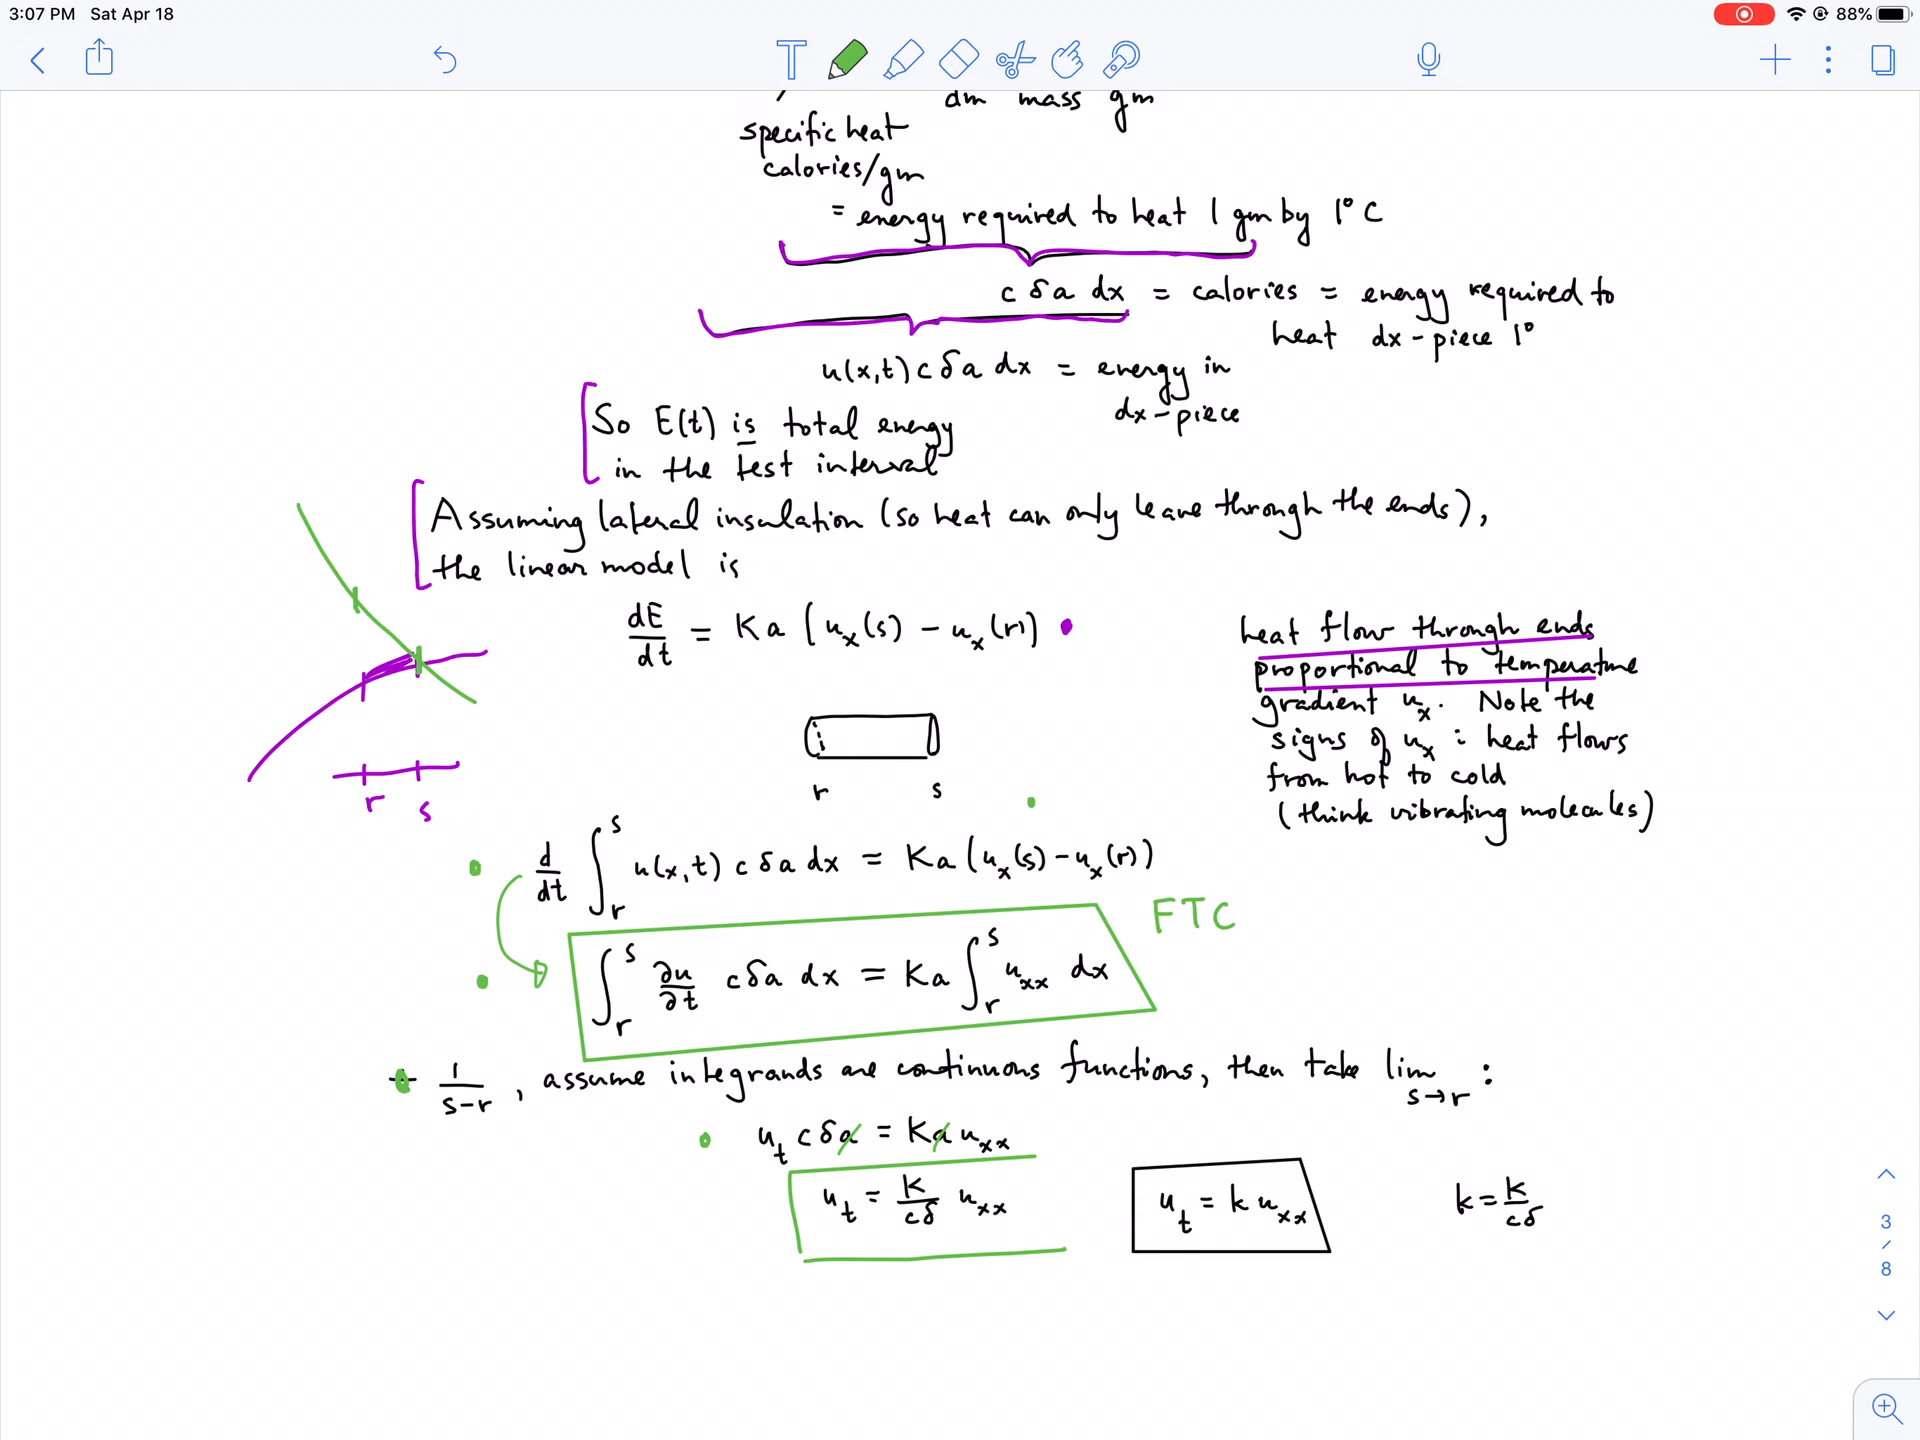 3:07 PM Sat Apr 18
88%
dm mass gm
specific heat
calories/gm
= energy required to heat 1 gm by 1° C
c δ a dx = calories = energy required to
heat dx-piece 1°
u(x,t) c δ a dx = energy in
dx-piece
So E(t) is total energy
in the test interval
Assuming lateral insulation (so heat can only leave through the ends),
the linear model is
dE/dt = Ka (u_x(s) - u_x(r))
heat flow through ends
proportional to temperature
gradient u_x. Note the
signs of u_x : heat flows
from hot to cold
(think vibrating molecules)
r s
r s
d/dt ∫_r^s u(x,t) c δ a dx = Ka (u_x(s) - u_x(r))
FTC
∫_r^s ∂u/∂t c δ a dx = Ka ∫_r^s u_xx dx
1/(s-r) , assume integrands are continuous functions, then take lim s→r :
u_t c δ a = K a u_xx
u_t = K/cδ u_xx
u_t = k u_xx
k = K/cδ
3
/
8